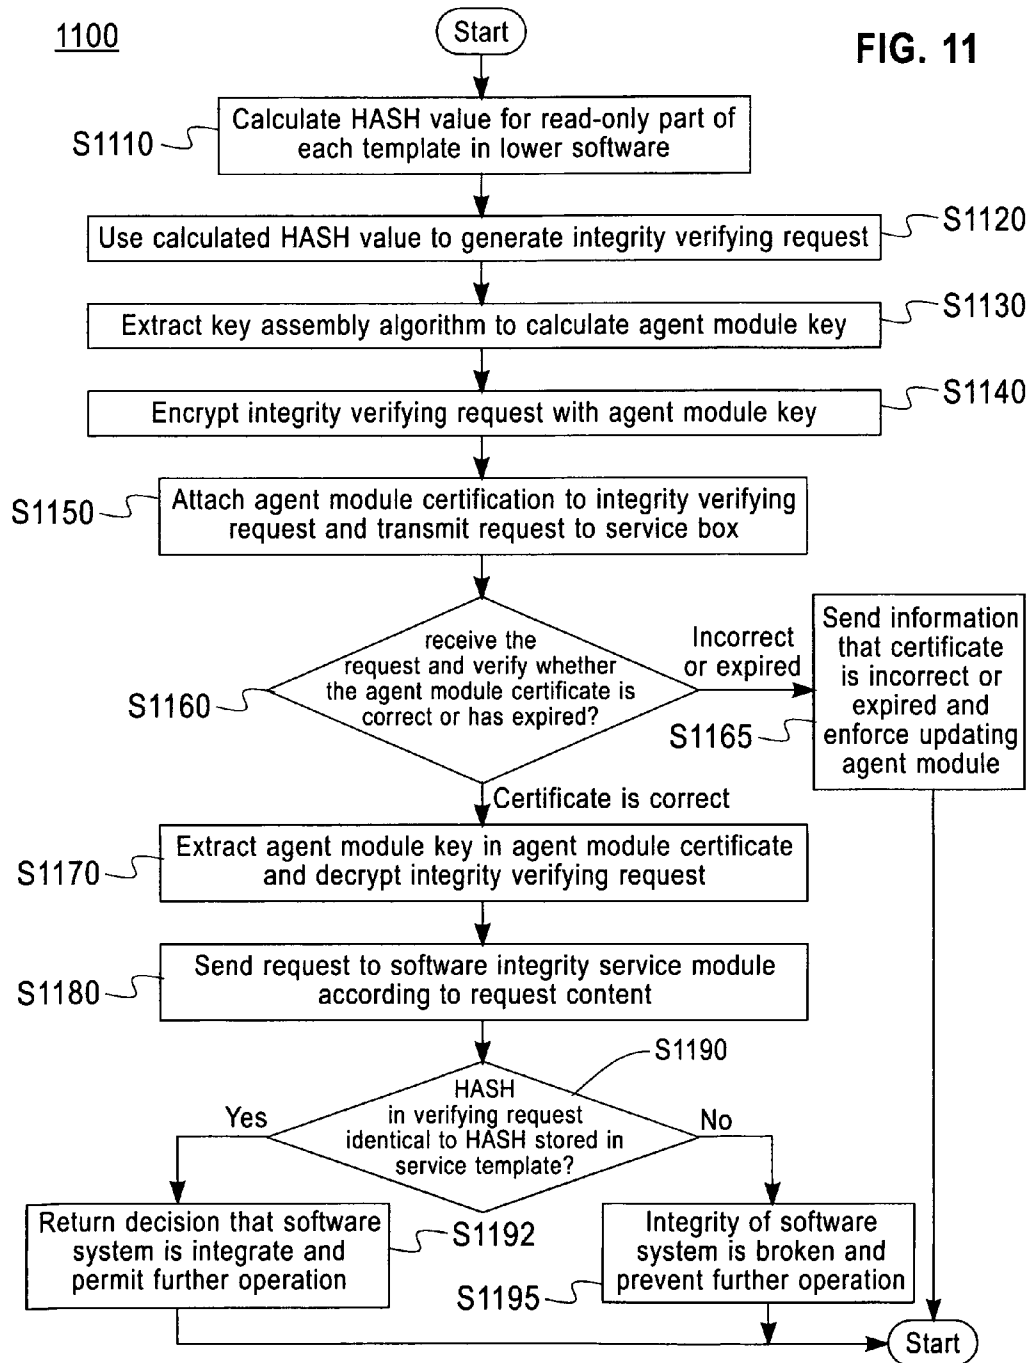 1100
Start
FIG. 11
S1110
Calculate HASH value for read-only part of
each template in lower software
Use calculated HASH value to generate integrity verifying request
S1120
Extract key assembly algorithm to calculate agent module key
S1130
Encrypt integrity verifying request with agent module key
S1140
S1150
Attach agent module certification to integrity verifying
request and transmit request to service box
receive the
request and verify whether
the agent module certificate is
correct or has expired?
S1160
Incorrect
or expired
Send information
that certificate
is incorrect or
expired and
enforce updating
agent module
S1165
Certificate is correct
Extract agent module key in agent module certificate
and decrypt integrity verifying request
S1170
Send request to software integrity service module
according to request content
S1180
S1190
HASH
in verifying request
identical to HASH stored in
service template?
Yes
No
Return decision that software
system is integrate and
permit further operation
S1192
Integrity of software
system is broken and
prevent further operation
S1195
Start